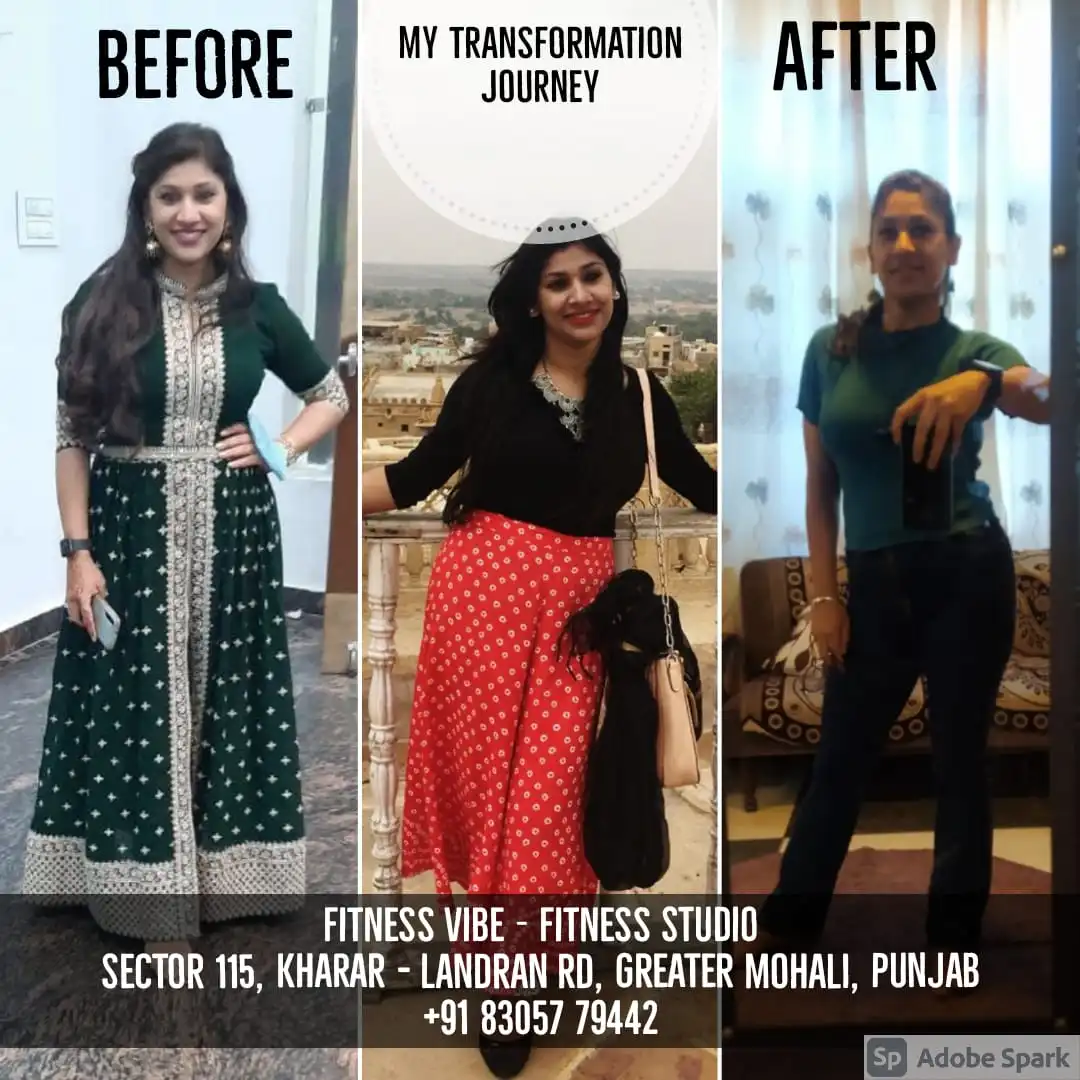 BEFORE
MY TRANSFORMATION
JOURNEY
AFTER
FITNESS VIBE - FITNESS STUDIO
SECTOR 115, KHARAR - LANDRAN RD, GREATER MOHALI, PUNJAB
+91 83057 79442
Sp Adobe Spark